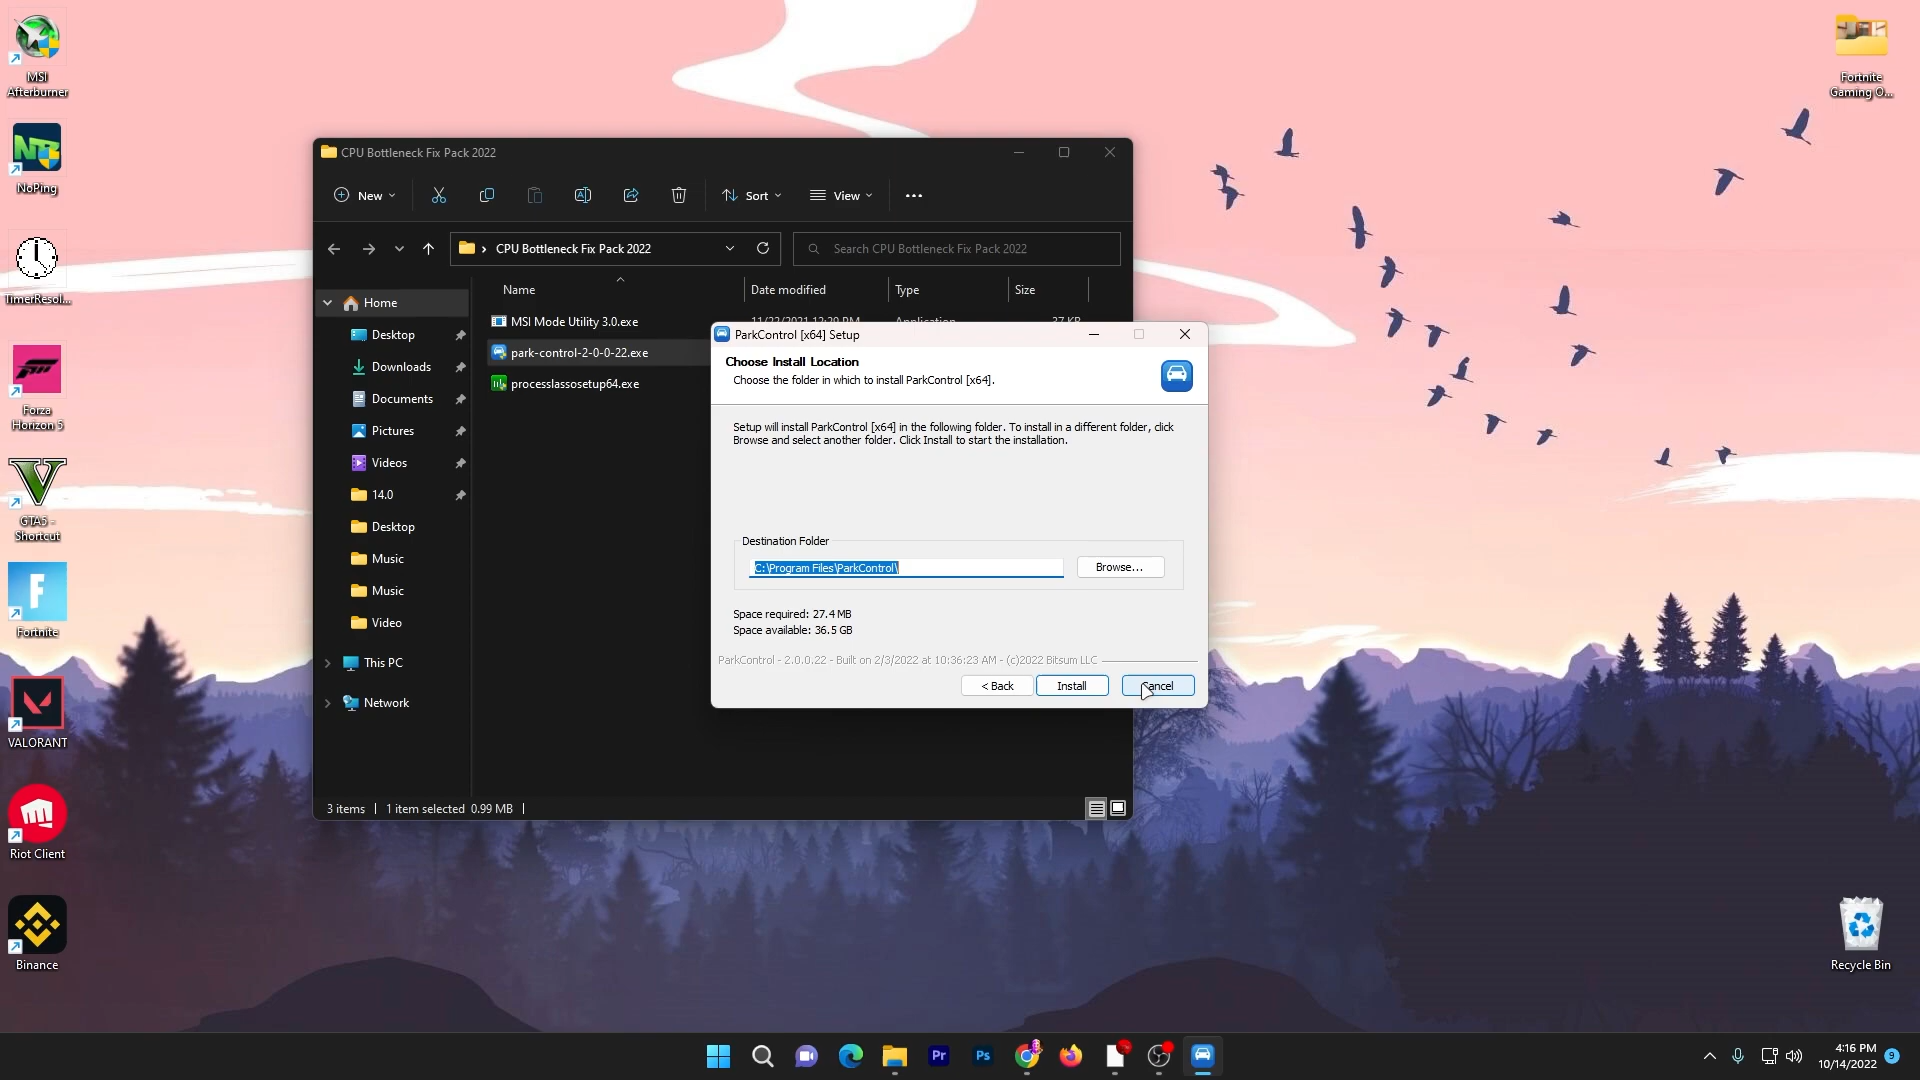 MSI
Afterburner
NoPing
TimerResol...
Forza
Horizon 5
GTA5 -
Shortcut
Fortnite
VALORANT
Riot Client
Binance
Fortnite
Gaming O...
Recycle Bin
CPU Bottleneck Fix Pack 2022
New
Sort
View
CPU Bottleneck Fix Pack 2022
Search CPU Bottleneck Fix Pack 2022
Name
Date modified
Type
Size
Home
Desktop
Downloads
Documents
Pictures
Videos
14.0
Desktop
Music
Music
Video
This PC
Network
MSI Mode Utility 3.0.exe
park-control-2-0-0-22.exe
processlassosetup64.exe
3 items
1 item selected 0.99 MB
ParkControl [x64] Setup
Choose Install Location
Choose the folder in which to install ParkControl [x64].
Setup will install ParkControl [x64] in the following folder. To install in a different folder, click
Browse and select another folder. Click Install to start the installation.
Destination Folder
C:\Program Files\ParkControl\
Browse...
Space required: 27.4 MB
Space available: 36.5 GB
ParkControl - 2.0.0.22 - Built on 2/3/2022 at 10:36:23 AM - (c)2022 Bitsum LLC
< Back
Install
Cancel
Pr
Ps
4:16 PM
10/14/2022
9